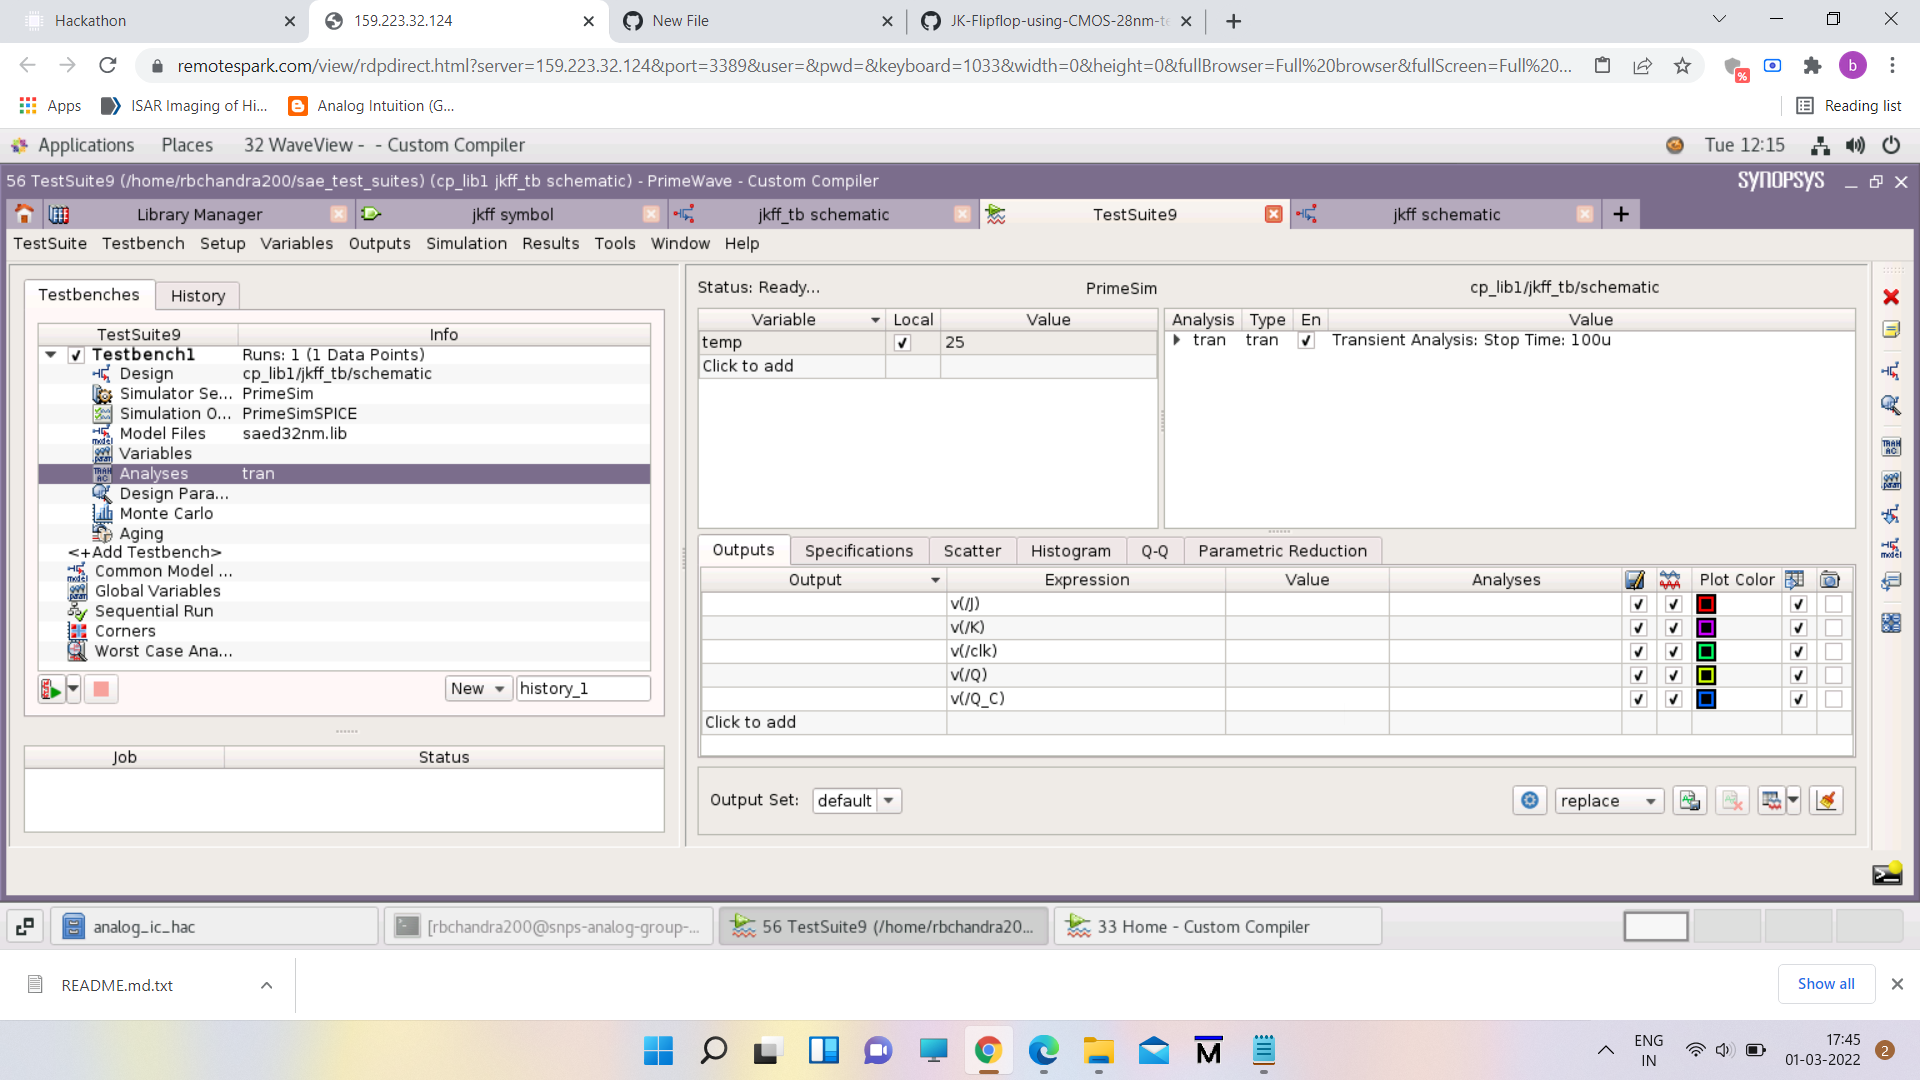 Hackathon
159.223.32.124
New File
JK-Flipflop-using-CMOS-28nm-te
remotespark.com/view/rdpdirect.html?server=159.223.32.124&port=3389&user=&pwd=&keyboard=1033&width=0&height=0&fullBrowser=Full%20browser&fullScreen=Full%20...
%
b
Apps
ISAR Imaging of Hi...
Analog Intuition (G...
Reading list
Applications Places 32 WaveView - - Custom Compiler
Tue 12:15
56 TestSuite9 (/home/rbchandra200/sae_test_suites) (cp_lib1 jkff_tb schematic) - PrimeWave - Custom Compiler
SYNOPSYS
Library Manager
jkff symbol
jkff_tb schematic
TestSuite9
jkff schematic
TestSuite Testbench Setup Variables Outputs Simulation Results Tools Window Help
Testbenches History
TestSuite9 Info
Testbench1 Runs: 1 (1 Data Points)
Design cp_lib1/jkff_tb/schematic
Simulator Se... PrimeSim
Simulation O... PrimeSimSPICE
Model Files saed32nm.lib
Variables
Analyses tran
Design Para...
Monte Carlo
Aging
<+Add Testbench>
Common Model ...
Global Variables
Sequential Run
Corners
Worst Case Ana...
New history_1
Job Status
Status: Ready... PrimeSim cp_lib1/jkff_tb/schematic
Variable Local Value
temp 25
Click to add
Analysis Type En Value
tran tran Transient Analysis: Stop Time: 100u
Outputs Specifications Scatter Histogram Q-Q Parametric Reduction
Output Expression Value Analyses Plot Color
v(/J)
v(/K)
v(/clk)
v(/Q)
v(/Q_C)
Click to add
Output Set: default
replace
analog_ic_hac
[rbchandra200@snps-analog-group-...
56 TestSuite9 (/home/rbchandra20...
33 Home - Custom Compiler
README.md.txt
Show all
ENG
IN
17:45
01-03-2022
2